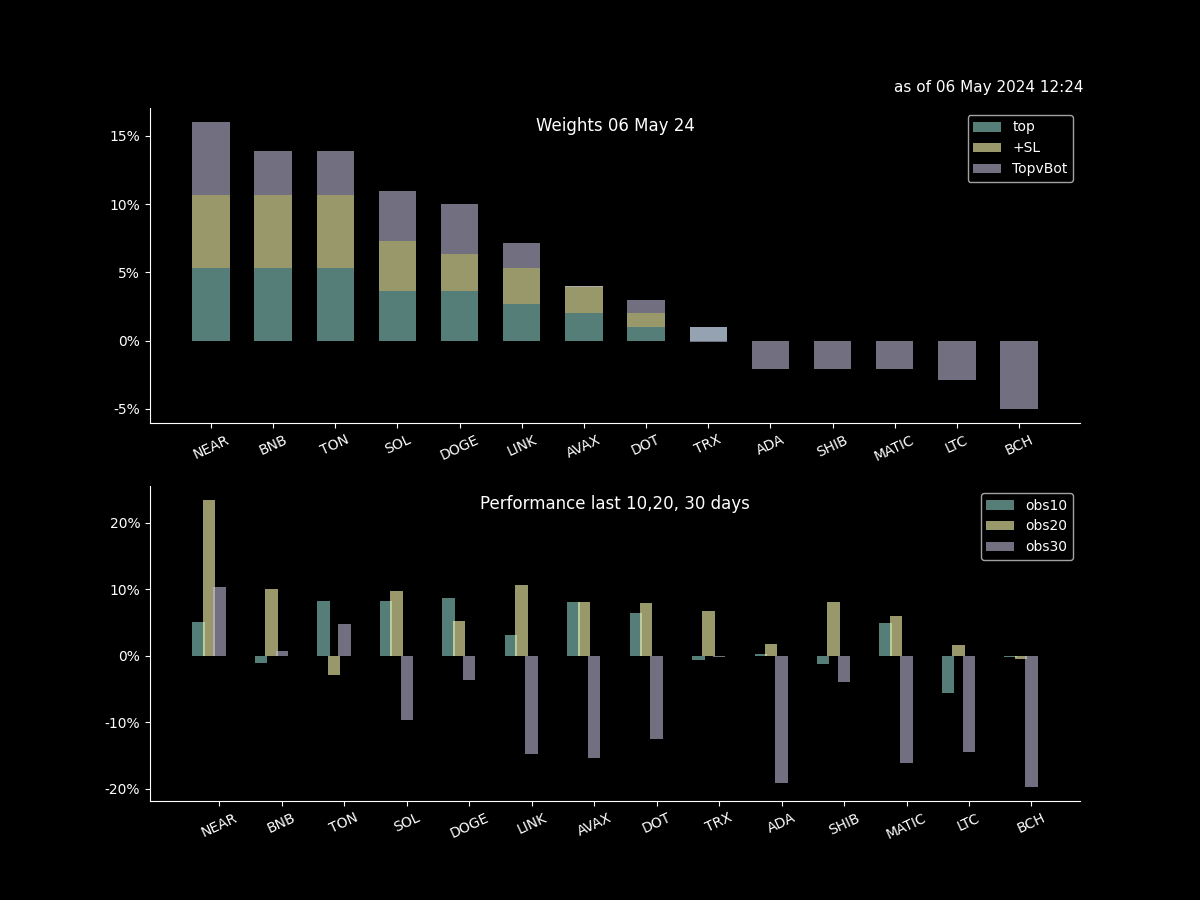 as of 06 May 2024 12:24
Weights 06 May 24
top
+SL
TopvBot
15%
10%
5%
0%
-5%
NEAR BNB TON SOL DOGE LINK AVAX DOT TRX ADA SHIB MATIC LTC BCH
Performance last 10,20, 30 days
obs10
obs20
obs30
20%
10%
0%
-10%
-20%
NEAR BNB TON SOL DOGE LINK AVAX DOT TRX ADA SHIB MATIC LTC BCH